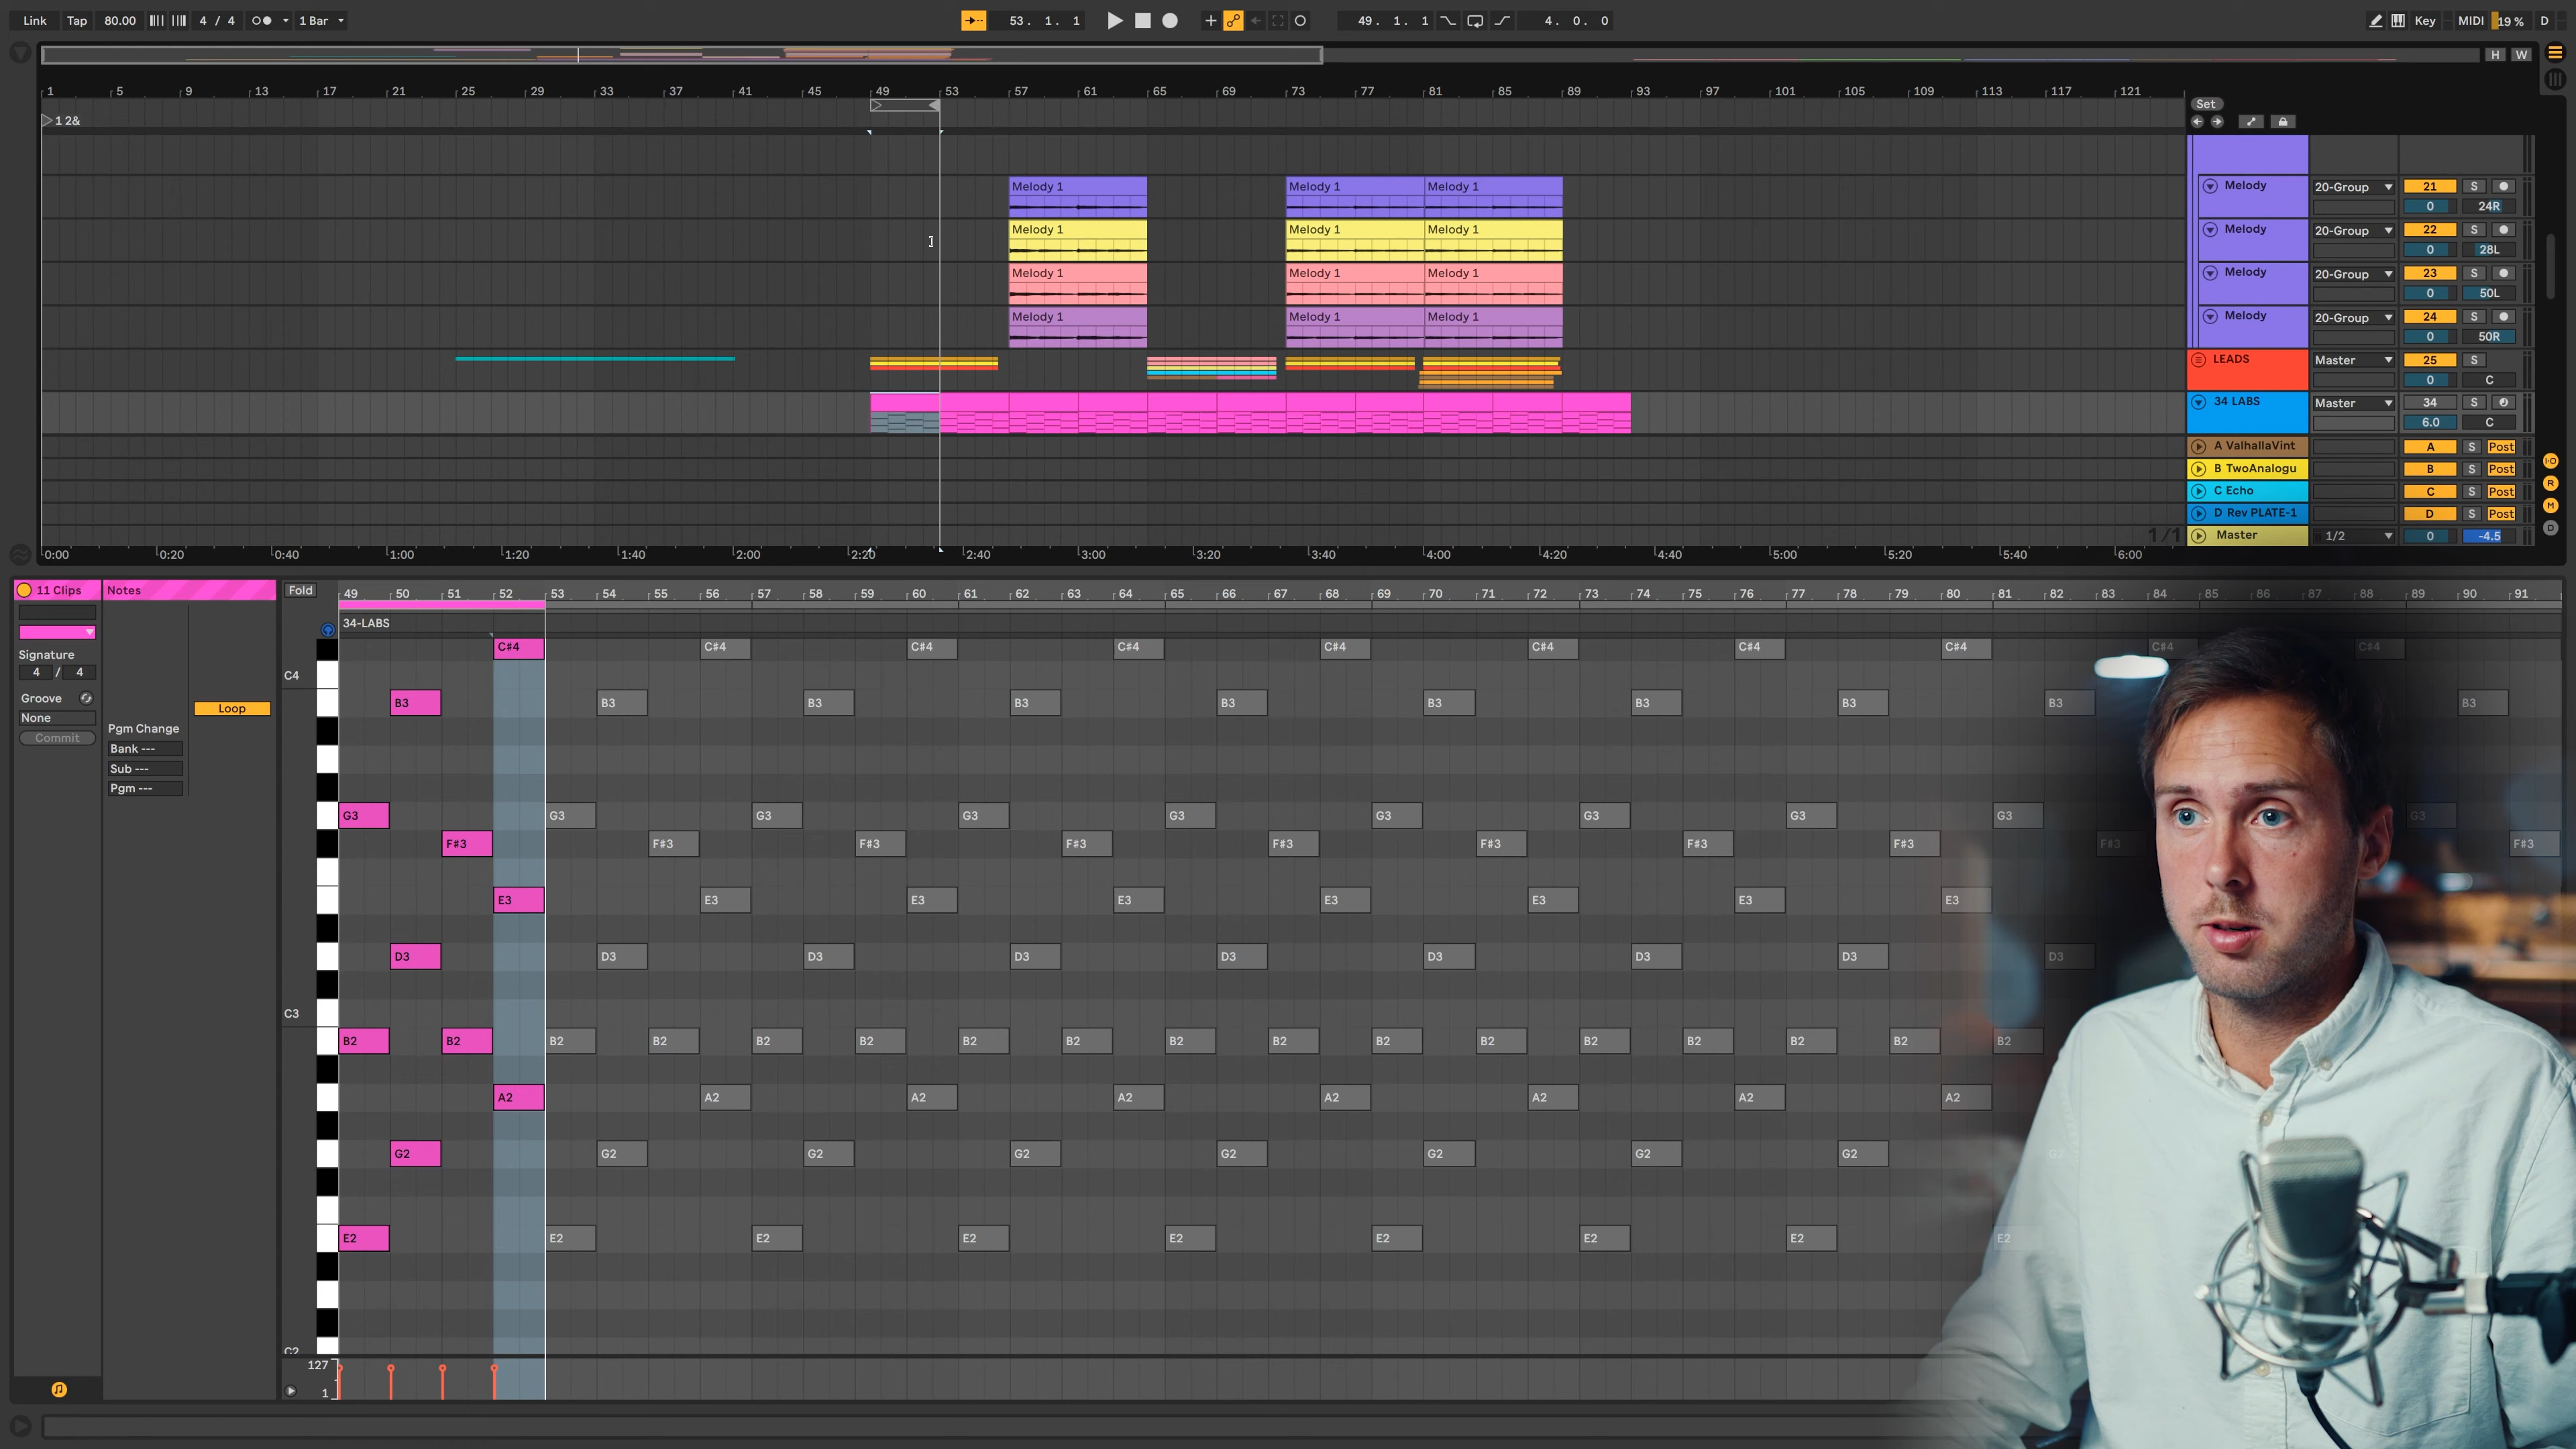 Link Tap 80.00 4 / 4 1 Bar 53. 1. 1 49. 1. 1 4. 0. 0 Key MIDI 19 % D
H W
1 5 9 13 17 21 25 29 33 37 41 45 49 53 57 61 65 69 73 77 81 85 89 93 97 101 105 109 113 117 121
Set
1 2&
Melody 1 Melody 1 Melody 1 Melody 20-Group 21 S
0 24R
Melody 1 Melody 1 Melody 1 Melody 20-Group 22 S
0 28L
Melody 1 Melody 1 Melody 1 Melody 20-Group 23 S
0 50L
Melody 1 Melody 1 Melody 1 Melody 20-Group 24 S
0 50R
LEADS Master 25 S
0 C
34 LABS Master 34 S
6.0 C
A ValhallaVint A S Post
B TwoAnalogu B S Post
C Echo C S Post
D Rev PLATE-1 D S Post
1/1 Master 1/2 0 -4.5
I·O
R
M
D
0:00 0:20 0:40 1:00 1:20 1:40 2:00 2:20 2:40 3:00 3:20 3:40 4:00 4:20 4:40 5:00 5:20 5:40 6:00
11 Clips Notes Fold 49 50 51 52 53 54 55 56 57 58 59 60 61 62 63 64 65 66 67 68 69 70 71 72 73 74 75 76 77 78 79 80 81 82 83 84 85 86 87 88 89 90 91
34-LABS
Signature
4 / 4
Groove
None
Commit
Loop
Pgm Change
Bank ---
Sub ---
Pgm ---
C#4 C#4 C#4 C#4 C#4 C#4 C#4 C#4 C#4 C#4
C4
B3 B3 B3 B3 B3 B3 B3 B3 B3 B3
G3 G3 G3 G3 G3 G3 G3 G3 G3 G3
F#3 F#3 F#3 F#3 F#3 F#3 F#3 F#3 F#3 F#3
E3 E3 E3 E3 E3 E3 E3 E3
D3 D3 D3 D3 D3 D3 D3 D3 D3
C3
B2 B2 B2 B2 B2 B2 B2 B2 B2 B2 B2 B2 B2 B2 B2 B2 B2
A2 A2 A2 A2 A2 A2 A2 A2
G2 G2 G2 G2 G2 G2 G2 G2
E2 E2 E2 E2 E2 E2 E2 E2 E2
C2
127
1